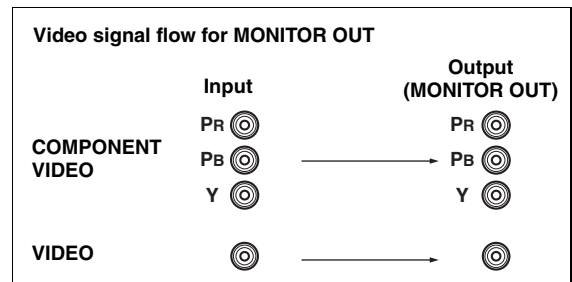 Video signal flow for MONITOR OUT
Input
Output
(MONITOR OUT)
PR
PR
COMPONENT
VIDEO
PB
PB
Y
Y
VIDEO